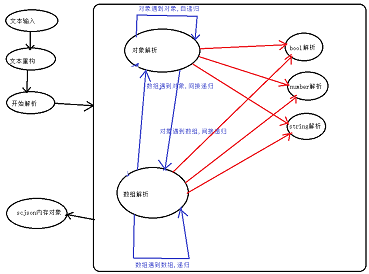 对象遇到对象,自递归
文本输入
对象解析
bool解析
文本重构
数组遇到对象,间接递归
number解析
开始解析
对象遇到数组,间接递归
string解析
数组解析
scjson内存对象
数组遇到数组,递归